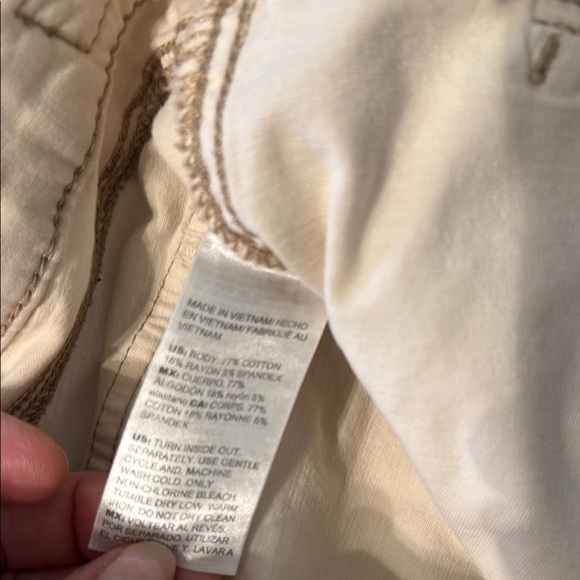 MADE IN VIETNAM/HECHO
EN VIETNAM/FABRIQUÉ AU
VIETNAM
US: BODY: 77% COTTON
18% RAYON 5% SPANDEX
MX: CUERPO: 77%
ALGODÓN 18% rayón 5%
elastano CA: CORPS: 77%
COTON 18% RAYONNE 5%
SPANDEX
US: TURN INSIDE OUT,
SEPARATELY. USE GENTLE
CYCLE AND. MACHINE
WASH COLD. ONLY
NON-CHLORINE BLEACH
TUMBLE DRY LOW. WARM
IRON. DO NOT DRY CLEAN
MX: VOLTEAR AL REVÉS,
POR SEPARADO. UTILIZAR
EL Y. LAVAR A